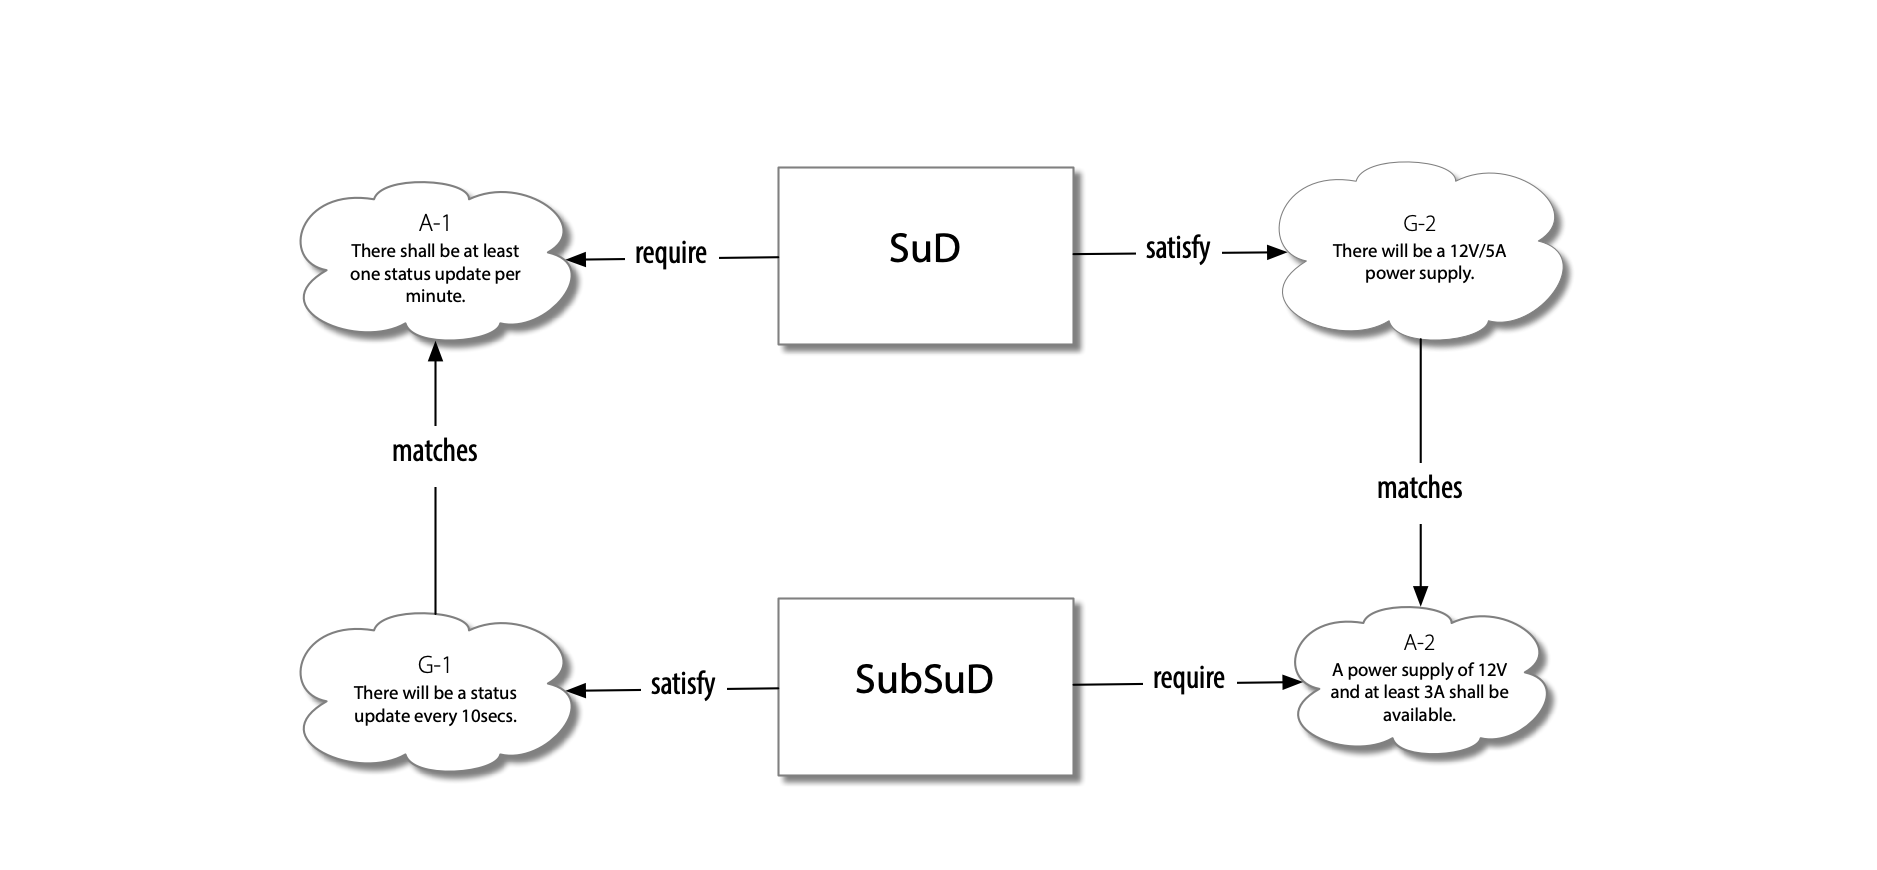 A-1
There shall be at least
one status update per
minute.
require
SuD
satisfy
G-2
There will be a 12V/5A
power supply.
matches
matches
G-1
There will be a status
update every 10secs.
satisfy
SubSuD
require
A-2
A power supply of 12V
and at least 3A shall be
available.